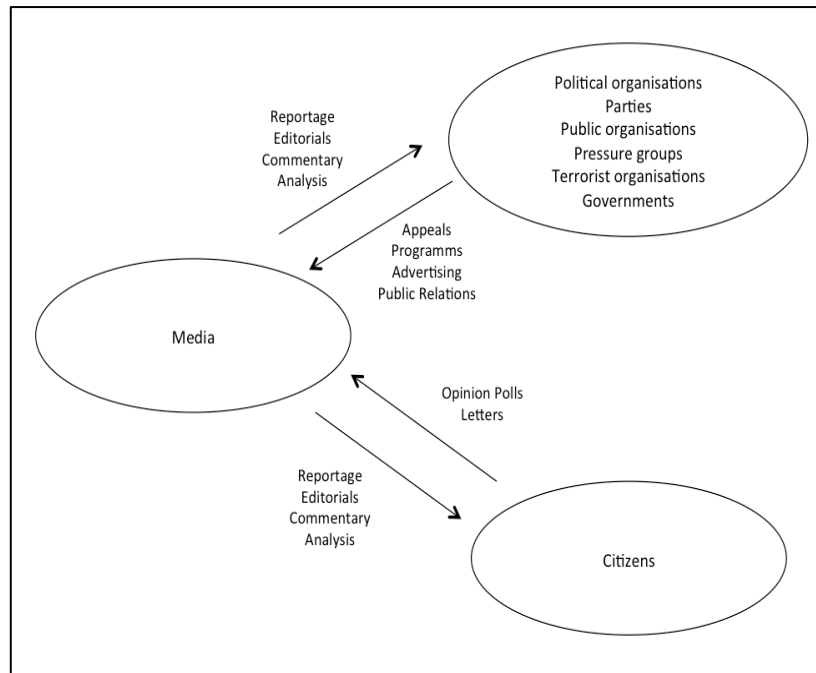 Political organisations
Parties
Public organisations
Pressure groups
Terrorist organisations
Governments
Reportage
Editorials
Commentary
Analysis
Appeals
Programms
Advertising
Public Relations
Media
Opinion Polls
Letters
Reportage
Editorials
Commentary
Analysis
Citizens